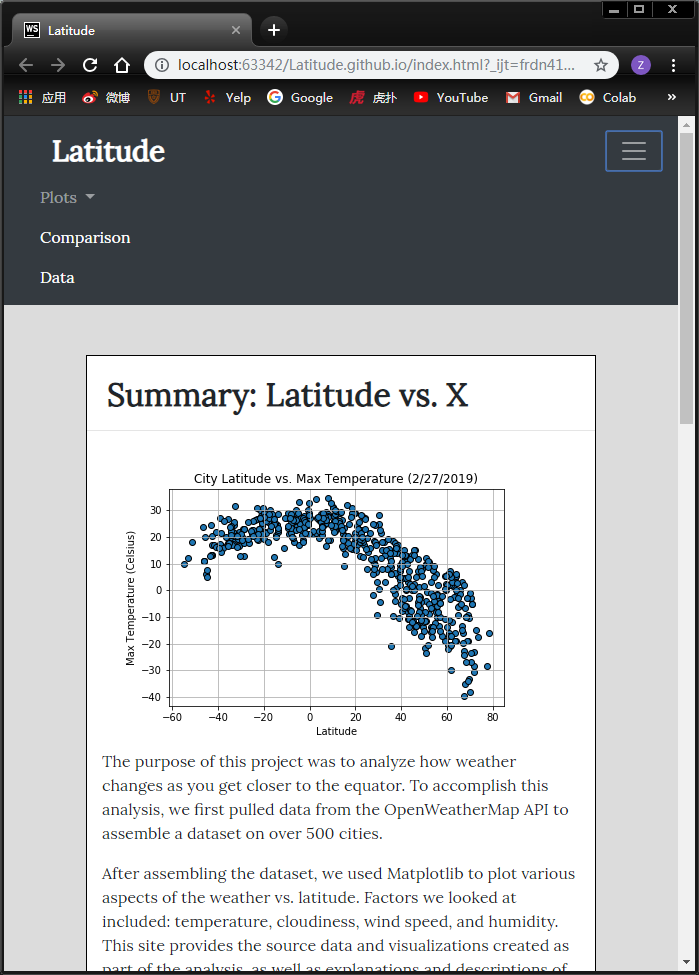 Latitude
localhost:63342/Latitude.github.io/index.html?_ijt=frdn41...
Z
应用 微博 UT Yelp Google 虎扑 YouTube Gmail Colab »
Latitude
Plots
Comparison
Data
Summary: Latitude vs. X
City Latitude vs. Max Temperature (2/27/2019)
Max Temperature (Celsius)
30
20
10
0
−10
−20
−30
−40
−60 −40 −20 0 20 40 60 80
Latitude
The purpose of this project was to analyze how weather
changes as you get closer to the equator. To accomplish this
analysis, we first pulled data from the OpenWeatherMap API to
assemble a dataset on over 500 cities.
After assembling the dataset, we used Matplotlib to plot various
aspects of the weather vs. latitude. Factors we looked at
included: temperature, cloudiness, wind speed, and humidity.
This site provides the source data and visualizations created as
part of the analysis, as well as explanations and descriptions of